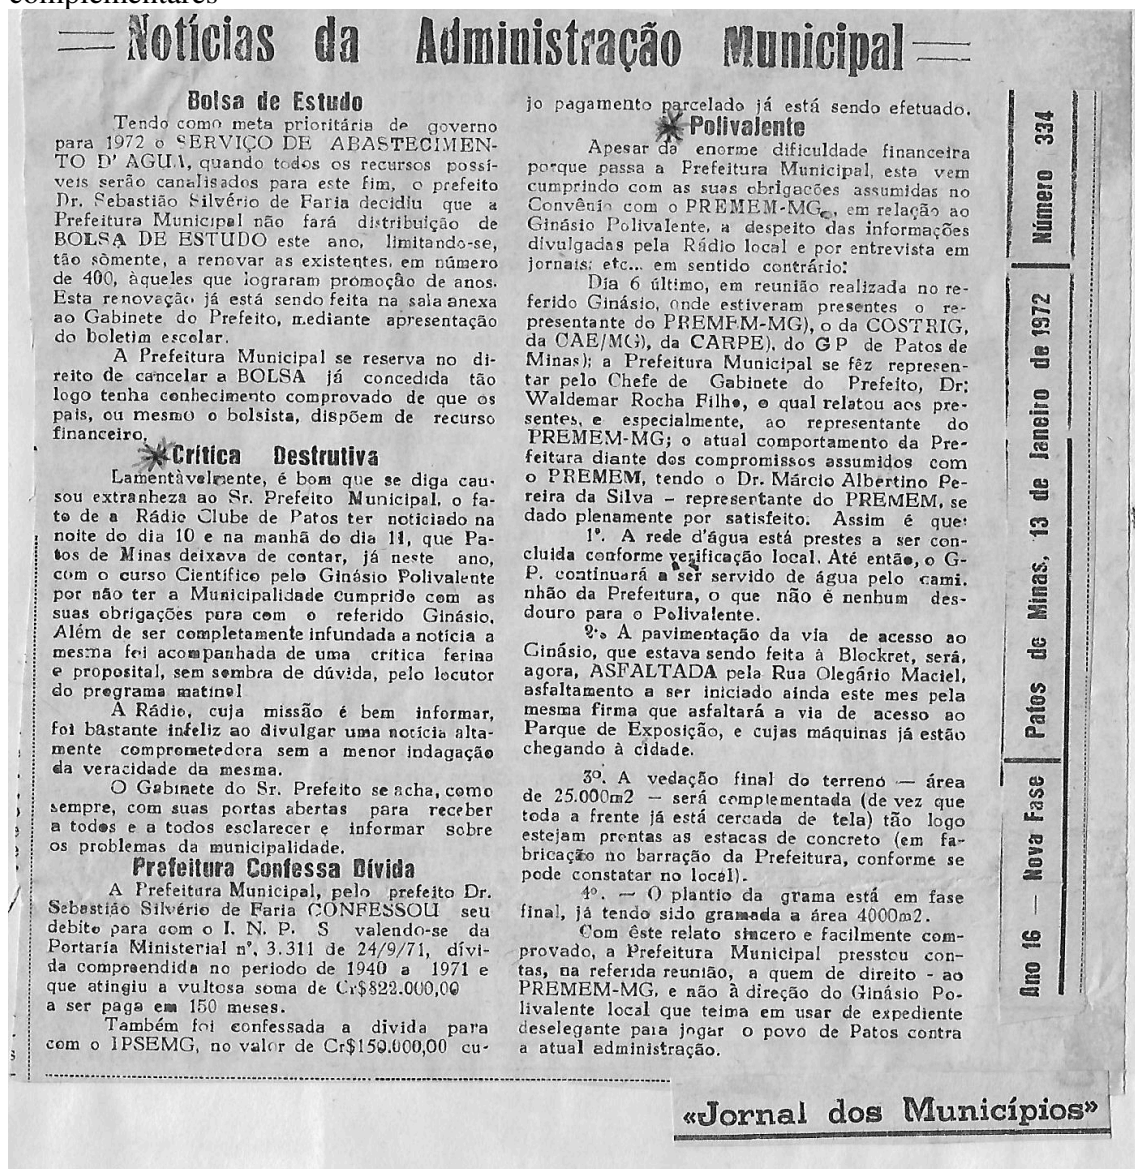 complementares
Notícias da Administração Municipal
Bolsa de Estudo
Tendo como meta prioritária de governo
para 1972 o SERVIÇO DE ABASTECIMEN-
TO D' AGUA, quando todos os recursos possí-
veis serão canalisados para este fim, o prefeito
Dr. Sebastião Silvério de Faria decidiu que a
Prefeitura Municipal não fará distribuição de
BOLSA DE ESTUDO este ano, limitando-se,
tão sòmente, a renovar as existentes, em número
de 400, àqueles que lograram promoção de anos.
Esta renovação já está sendo feita na sala anexa
ao Gabinete do Prefeito, mediante apresentação
do boletim escolar.
A Prefeitura Municipal se reserva no di-
reito de cancelar a BOLSA já concedida tão
logo tenha conhecimento comprovado de que os
pais, ou mesmo o bolsista, dispõem de recurso
financeiro.
Crítica Destrutiva
Lamentàvelmente, é bom que se diga cau-
sou extranheza ao Sr. Prefeito Municipal, o fa-
to de a Rádio Clube de Patos ter noticiado na
noite do dia 10 e na manhã do dia 11, que Pa-
tos de Minas deixava de contar, já neste ano,
com o curso Científico pelo Ginásio Polivalente
por não ter a Municipalidade cumprido com as
suas obrigações para com o referido Ginásio.
Além de ser completamente infundada a notícia a
mesma foi acompanhada de uma crítica ferina
e proposital, sem sombra de dúvida, pelo locutor
do programa matinal
A Rádio, cuja missão é bem informar,
foi bastante infeliz ao divulgar uma notícia alta-
mente comprometedora sem a menor indagação
da veracidade da mesma.
O Gabinete do Sr. Prefeito se acha, como
sempre, com suas portas abertas para receber
a todos e a todos esclarecer e informar sobre
os problemas da municipalidade.
Prefeitura Confessa Dívida
A Prefeitura Municipal, pelo prefeito Dr.
Sebastião Silvério de Faria CONFESSOU seu
debito para com o I. N. P. S valendo-se da
Portaria Ministerial nº. 3.311 de 24/9/71, dívi-
da compreendida no periodo de 1940 a 1971 e
que atingiu a vultosa soma de Cr$822.000,00
a ser paga em 150 meses.
Também foi confessada a divida para
com o IPSEMG, no valor de Cr$150.000,00 cu-
jo pagamento parcelado já está sendo efetuado.
Polivalente
Apesar da enorme dificuldade financeira
porque passa a Prefeitura Municipal, esta vem
cumprindo com as suas obrigações assumidas no
Convênio com o PREMEM-MG, em relação ao
Ginásio Polivalente, a despeito das informações
divulgadas pela Rádio local e por entrevista em
jornais; etc... em sentido contrário:
Dia 6 último, em reunião realizada no re-
ferido Ginásio, onde estiveram presentes o re-
presentante do PREMEM-MG), o da COSTRIG,
da CAE/MG), da CARPE), do GP de Patos de
Minas); a Prefeitura Municipal se fêz represen-
tar pelo Chefe de Gabinete do Prefeito, Dr:
Waldemar Rocha Filho, o qual relatou aos pre-
sentes, e especialmente, ao representante do
PREMEM-MG; o atual comportamento da Pre-
feitura diante dos compromissos assumidos com
o PREMEM, tendo o Dr. Márcio Albertino Pe-
reira da Silva - representante do PREMEM, se
dado plenamente por satisfeito. Assim é que:
1º. A rede d'água está prestes a ser con-
cluida conforme verificação local. Até então, o G-
P. continuará a ser servido de água pelo cami.
nhão da Prefeitura, o que não é nenhum des-
douro para o Polivalente.
2º. A pavimentação da via de acesso ao
Ginásio, que estava sendo feita à Blockret, será,
agora, ASFALTADA pela Rua Olegário Maciel,
asfaltamento a ser iniciado ainda este mes pela
mesma firma que asfaltará a via de acesso ao
Parque de Exposição, e cujas máquinas já estão
chegando à cidade.
3º. A vedação final do terreno — área
de 25.000m2 — será complementada (de vez que
toda a frente já está cercada de tela) tão logo
estejam prontas as estacas de concreto (em fa-
bricação no barração da Prefeitura, conforme se
pode constatar no local).
4º. — O plantio da grama está em fase
final, já tendo sido gramada a área 4000m2.
Com êste relato sincero e facilmente com-
provado, a Prefeitura Municipal presstou con-
tas, na referida reunião, a quem de direito - ao
PREMEM-MG, e não à direção do Ginásio Po-
livalente local que teima em usar de expediente
deselegante para jogar o povo de Patos contra
a atual administração.
Ano 16 — Nova Fase Patos de Minas, 13 de Janeiro de 1972 Número 334
«Jornal dos Municípios»